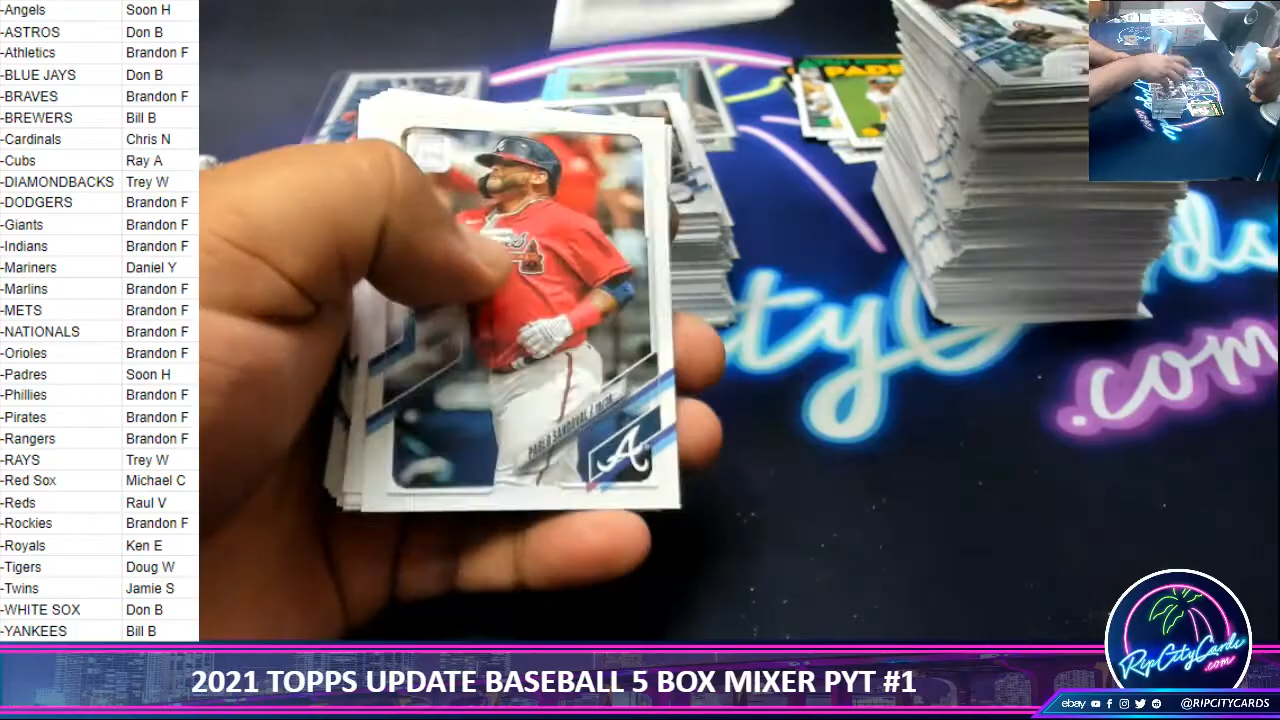 -Angels Soon H
-ASTROS Don B
-Athletics Brandon F
-BLUE JAYS Don B
-BRAVES Brandon F
-BREWERS Bill B
-Cardinals Chris N
-Cubs Ray A
-DIAMONDBACKS Trey W
-DODGERS Brandon F
-Giants Brandon F
-Indians Brandon F
-Mariners Daniel Y
-Marlins Brandon F
-METS Brandon F
-NATIONALS Brandon F
-Orioles Brandon F
-Padres Soon H
-Phillies Brandon F
-Pirates Brandon F
-Rangers Brandon F
-RAYS Trey W
-Red Sox Michael C
-Reds Raul V
-Rockies Brandon F
-Royals Ken E
-Tigers Doug W
-Twins Jamie S
-WHITE SOX Don B
-YANKEES Bill B
PADR
tyC rds
.com
PABLO SANDOVAL
A
RipCityCards
.com
2021 TOPPS UPDATE BASEBALL 5 BOX MIXER PYT #1
ebay @RIPCITYCARDS